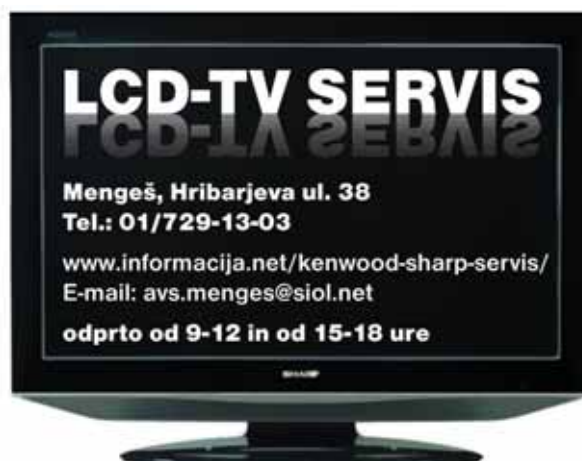 LCD-TV SERVIS
Mengeš, Hribarjeva ul. 38
Tel.: 01/729-13-03
www.informacija.net/kenwood-sharp-servis/
E-mail: avs.menges@siol.net
odprto od 9-12 in od 15-18 ure
SHARP